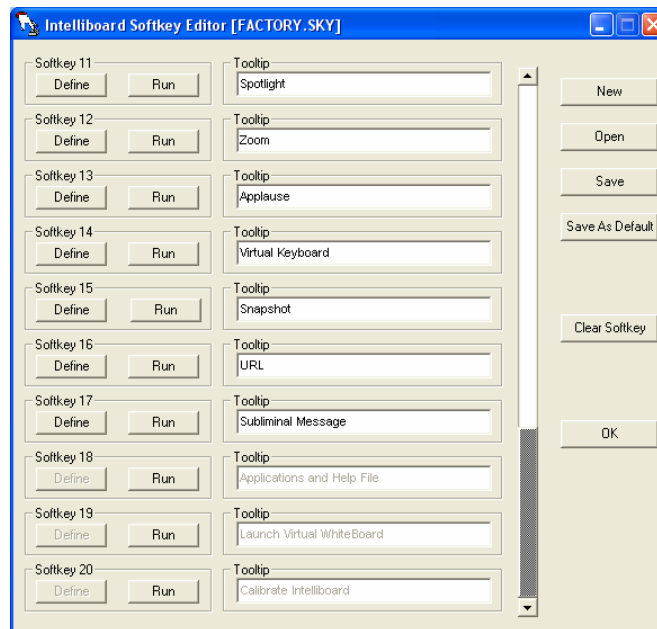 Intelliboard Softkey Editor [FACTORY.SKY]
Softkey 11 Tooltip
Define Run Spotlight
New
Softkey 12 Tooltip
Define Run Zoom
Open
Softkey 13 Tooltip
Define Run Applause
Save
Softkey 14 Tooltip
Define Run Virtual Keyboard
Save As Default
Softkey 15 Tooltip
Define Run Snapshot
Clear Softkey
Softkey 16 Tooltip
Define Run URL
Softkey 17 Tooltip
Define Run Subliminal Message
OK
Softkey 18 Tooltip
Define Run Applications and Help File
Softkey 19 Tooltip
Define Run Launch Virtual WhiteBoard
Softkey 20 Tooltip
Define Run Calibrate Intelliboard